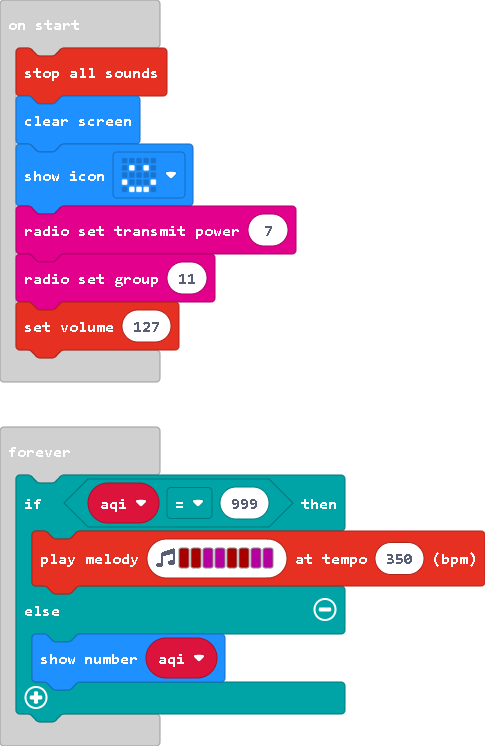 on start
stop all sounds
clear screen
show icon
radio set transmit power 7
radio set group 11
set volume 127
forever
if aqi = 999 then
play melody at tempo 350 (bpm)
else
show number aqi